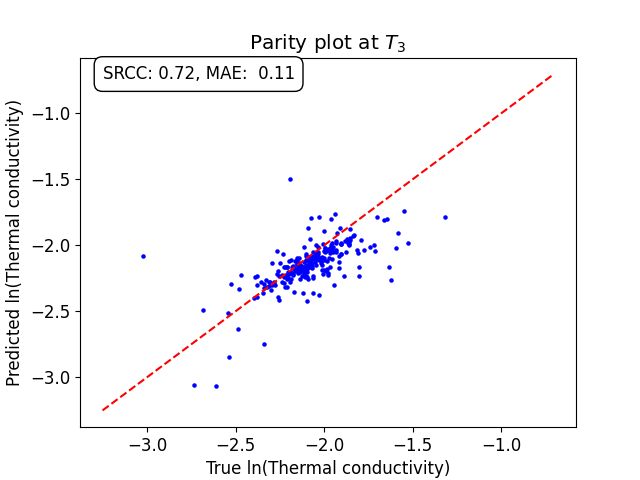 Parity plot at T₃
SRCC: 0.72, MAE:  0.11
Predicted ln(Thermal conductivity)
−1.0
−1.5
−2.0
−2.5
−3.0
−3.0 −2.5 −2.0 −1.5 −1.0
True ln(Thermal conductivity)